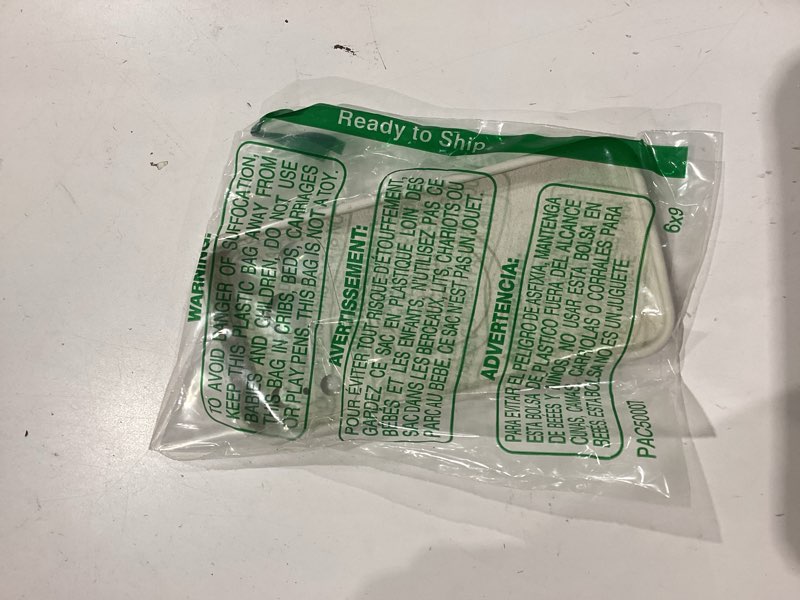 Ready to Ship
WARNING:
TO AVOID DANGER OF SUFFOCATION,
KEEP THIS PLASTIC BAG AWAY FROM
BABIES AND CHILDREN. DO NOT USE
THIS BAG IN CRIBS, BEDS, CARRIAGES
OR PLAY PENS. THIS BAG IS NOT A TOY.
AVERTISSEMENT:
POUR ÉVITER TOUT RISQUE D'ÉTOUFFEMENT,
GARDEZ CE SAC EN PLASTIQUE LOIN DES
BÉBÉS ET LES ENFANTS. N'UTILISEZ PAS CE
SAC DANS LES BERCEAUX, LITS, CHARIOTS OU
PARC AU BÉBÉ. CE SAC N'EST PAS UN JOUET.
ADVERTENCIA:
PARA EVITAR EL PELIGRO DE ASFIXIA, MANTENGA
ESTA BOLSA DE PLASTICO FUERA DEL ALCANCE
DE BEBES Y NINOS. NO USAR ESTA BOLSA EN
CUNAS, CAMAS, CARRIOLAS O CORRALES PARA
BEBES. ESTA BOLSA NO ES UN JUGUETE.
6x9
PAC50001